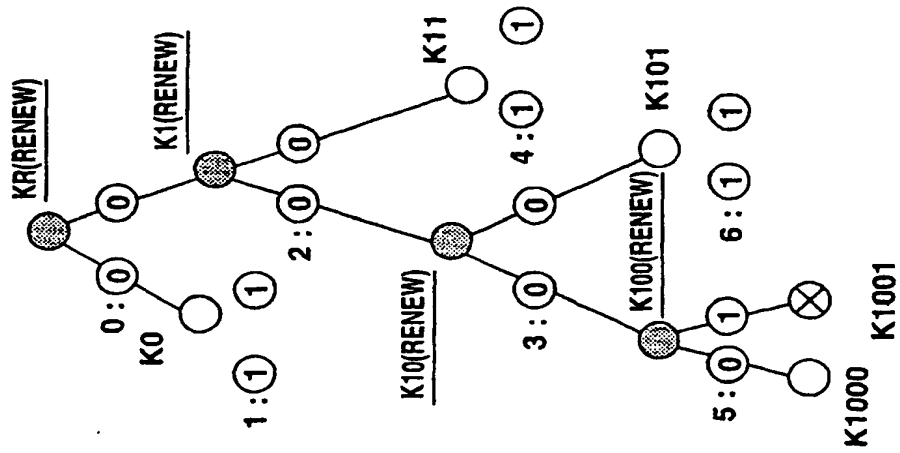 KR(RENEW)
0: 0 0
K1(RENEW)
K0
1: 1 1
2: 0 0
K11
4: 1 1
K10(RENEW)
3: 0 0
K101
K100(RENEW)
6: 1 1
5: 0 1
K1000
K1001